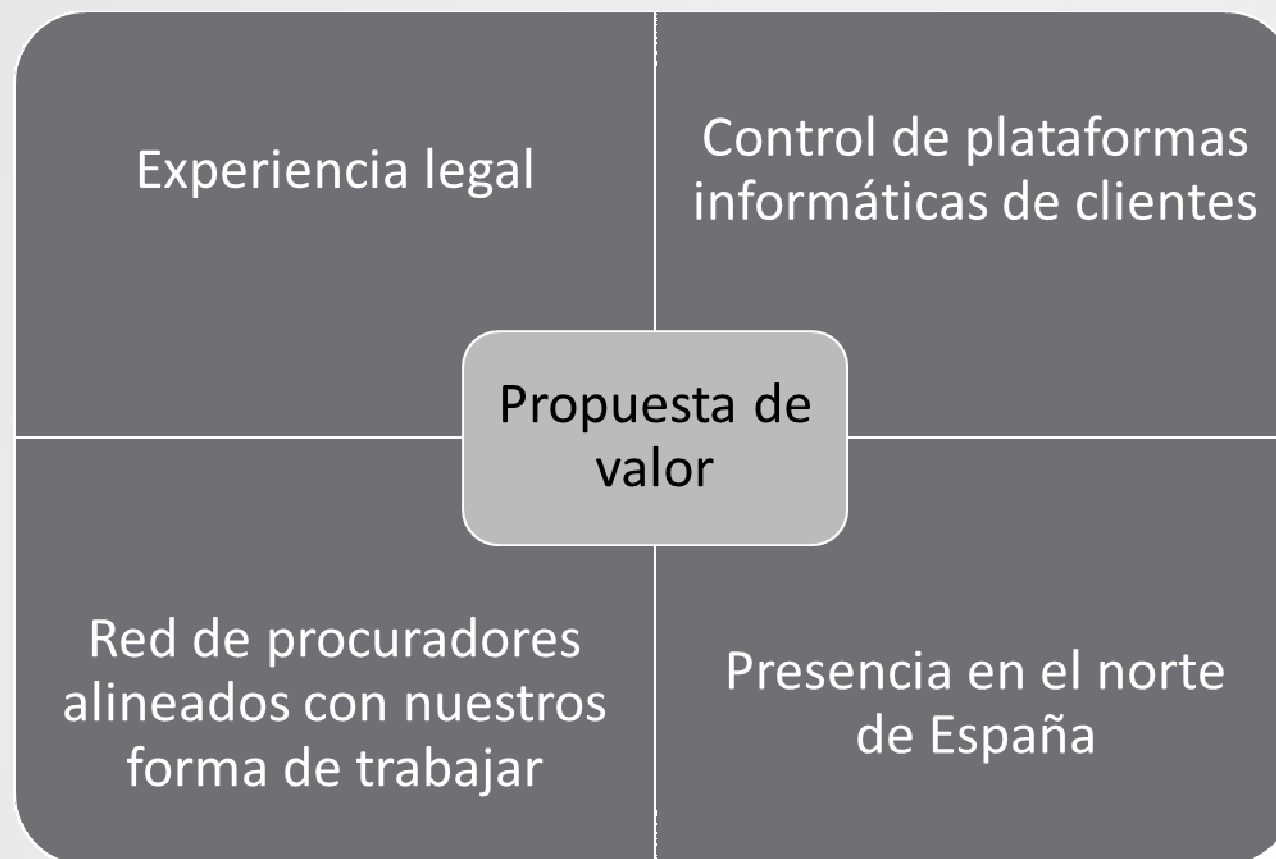 Experiencia legal
Control de plataformas
informáticas de clientes
Propuesta de
valor
Red de procuradores
alineados con nuestros
forma de trabajar
Presencia en el norte
de España